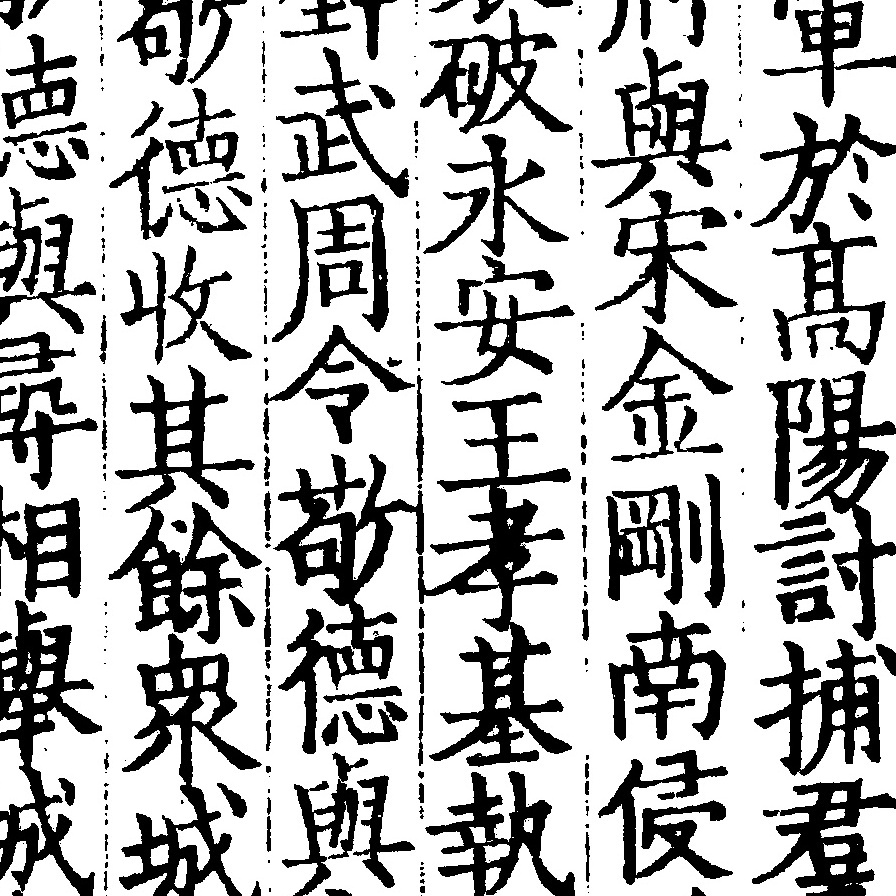 軍於高陽討捕羣
與宋金剛南侵
破永安王孝基執
武周令敬德與
敬德收其餘衆城
德與尋相舉城